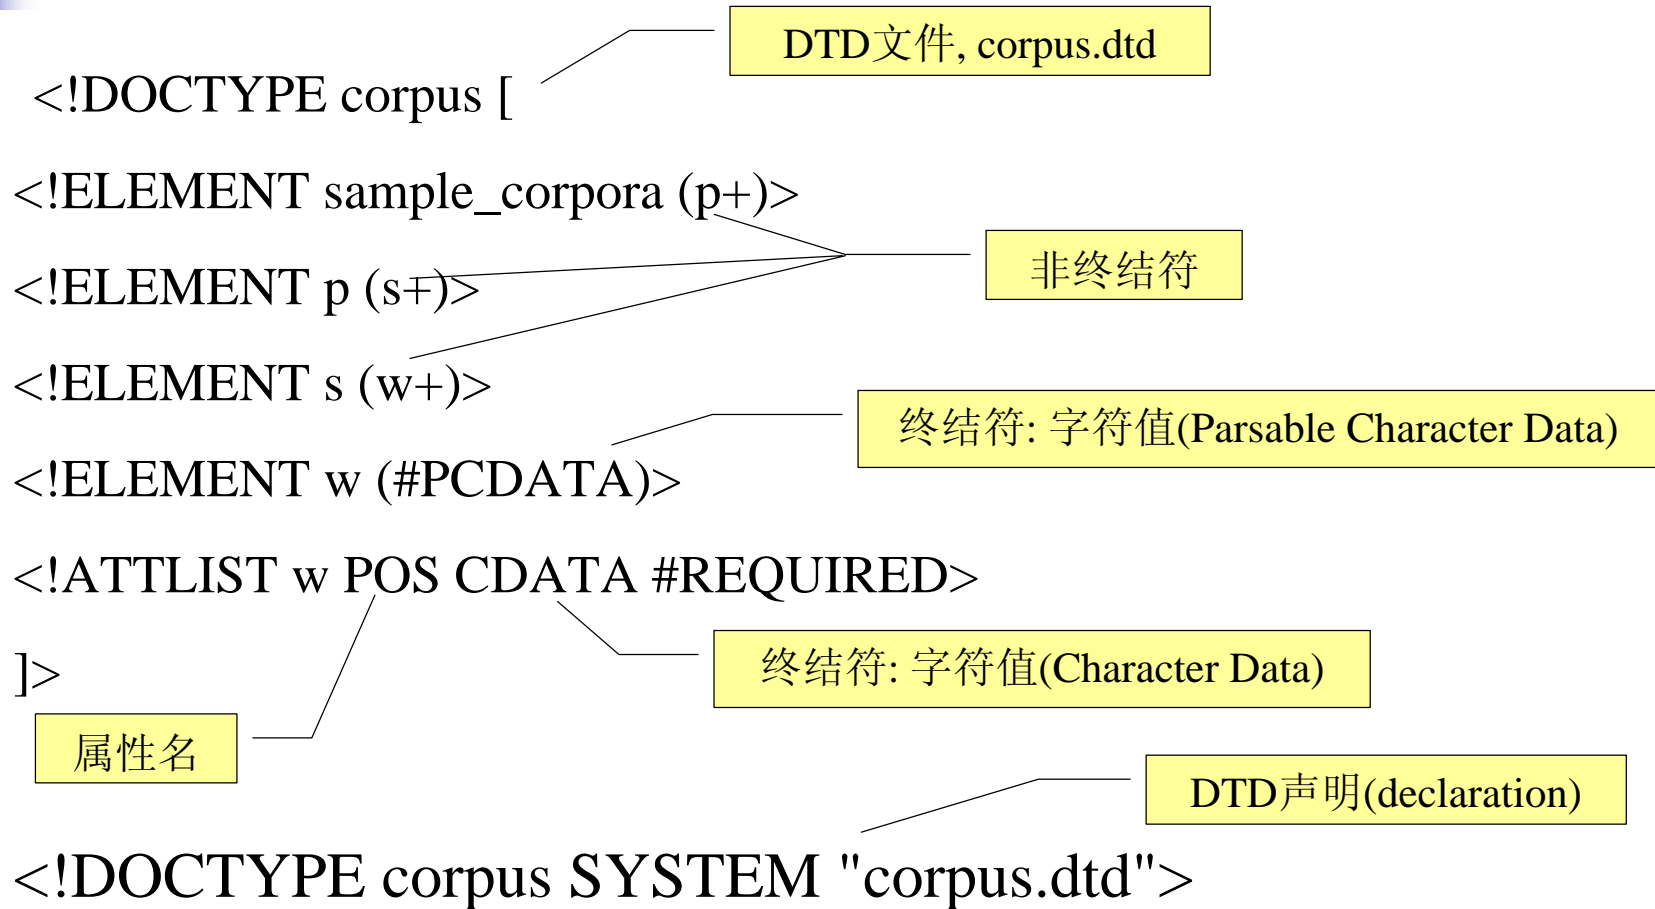 DTD文件, corpus.dtd
<!DOCTYPE corpus [
<!ELEMENT sample_corpora (p+)>
非终结符
<!ELEMENT p (s+)>
<!ELEMENT s (w+)>
终结符: 字符值(Parsable Character Data)
<!ELEMENT w (#PCDATA)>
<!ATTLIST w POS CDATA #REQUIRED>
终结符: 字符值(Character Data)
]>
属性名
DTD声明(declaration)
<!DOCTYPE corpus SYSTEM "corpus.dtd">